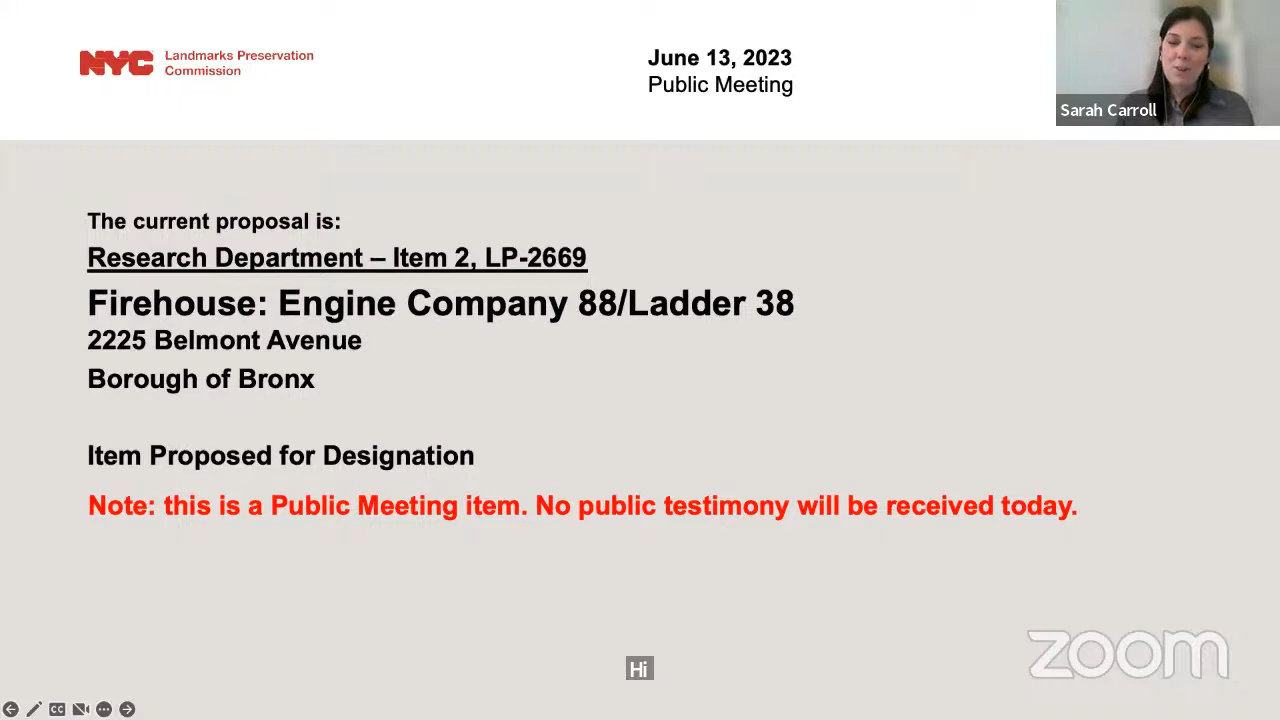 NYC
Landmarks Preservation
Commission
June 13, 2023
Public Meeting
Sarah Carroll
The current proposal is:
Research Department – Item 2, LP-2669
Firehouse: Engine Company 88/Ladder 38
2225 Belmont Avenue
Borough of Bronx
Item Proposed for Designation
Note: this is a Public Meeting item. No public testimony will be received today.
zoom
Hi
CC